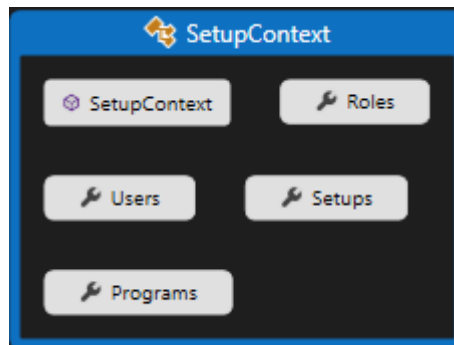 SetupContext
SetupContext
Roles
Users
Setups
Programs